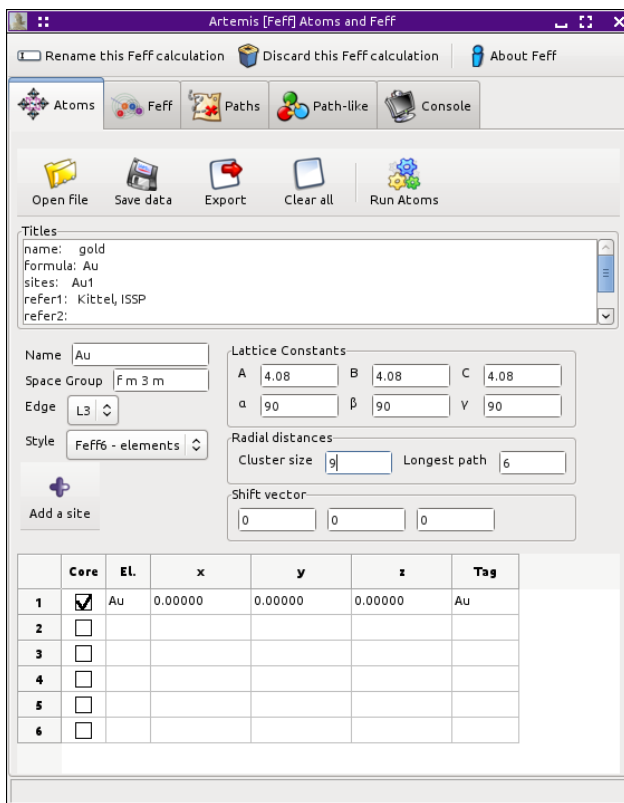 Artemis [Feff] Atoms and Feff
Rename this Feff calculation Discard this Feff calculation About Feff
Atoms Feff Paths Path-like Console
Open file Save data Export Clear all Run Atoms
Titles
name: gold
formula: Au
sites: Au1
refer1: Kittel, ISSP
refer2:
Name Au
Space Group f m 3 m
Edge L3
Style Feff6 - elements
Add a site
Lattice Constants
A 4.08 B 4.08 C 4.08
α 90 β 90 γ 90
Radial distances
Cluster size 9 Longest path 6
Shift vector
0 0 0
Core El. x y z Tag
1 Au 0.00000 0.00000 0.00000 Au
2
3
4
5
6